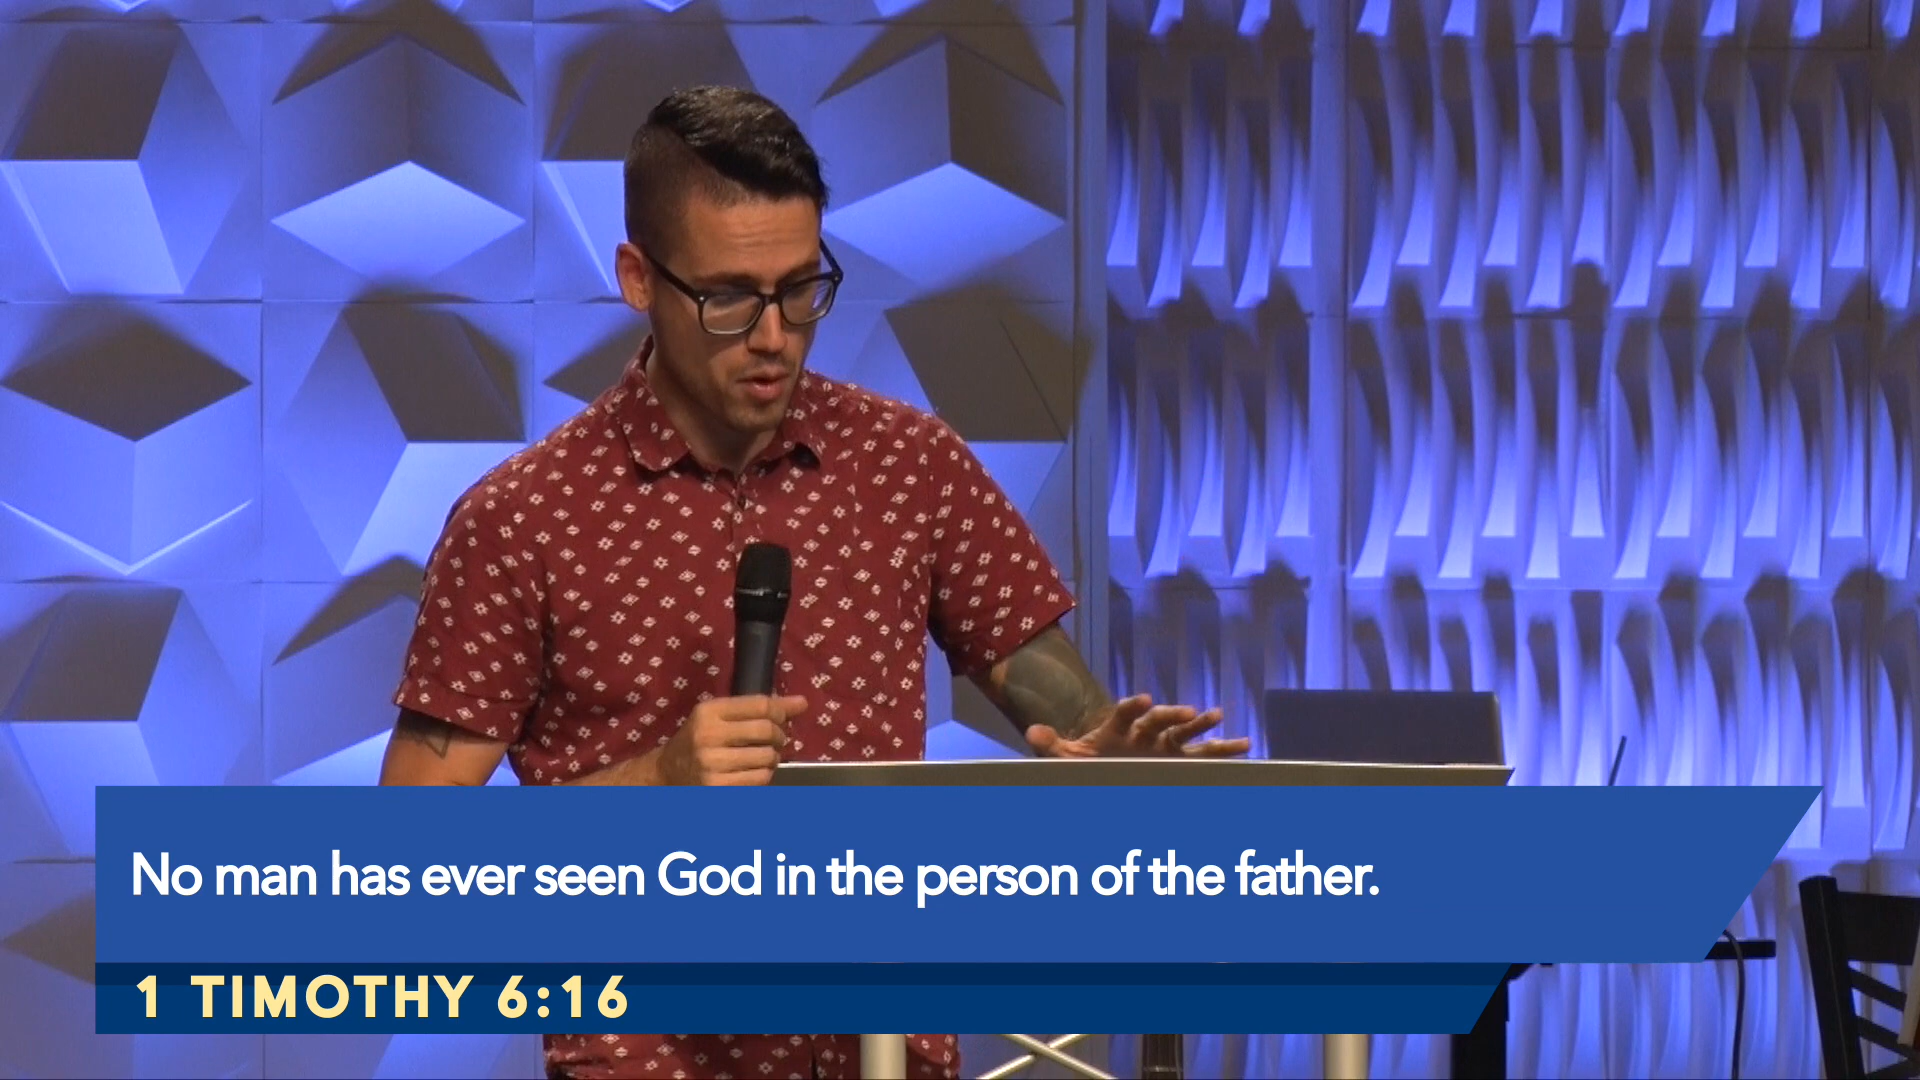 No man has ever seen God in the person of the father.
1 TIMOTHY 6:16